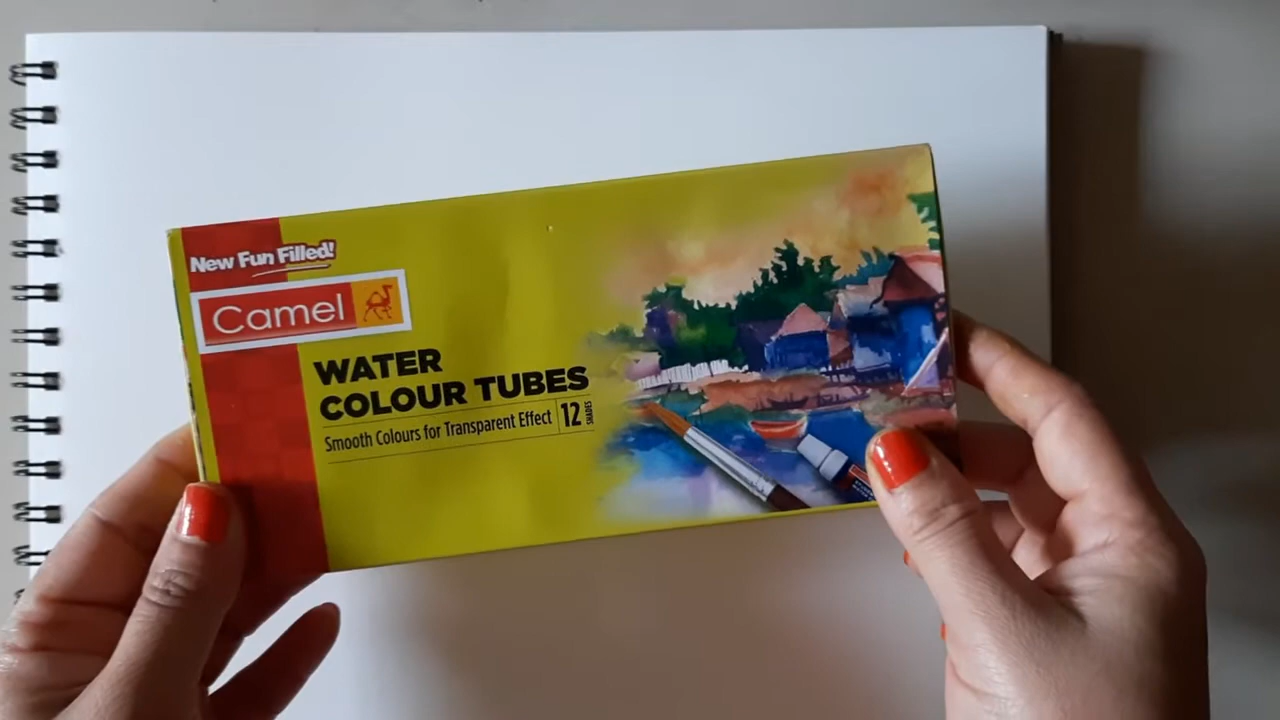 New Fun Filled!
Camel
WATER
COLOUR TUBES
Smooth Colours for Transparent Effect 12 SHADES